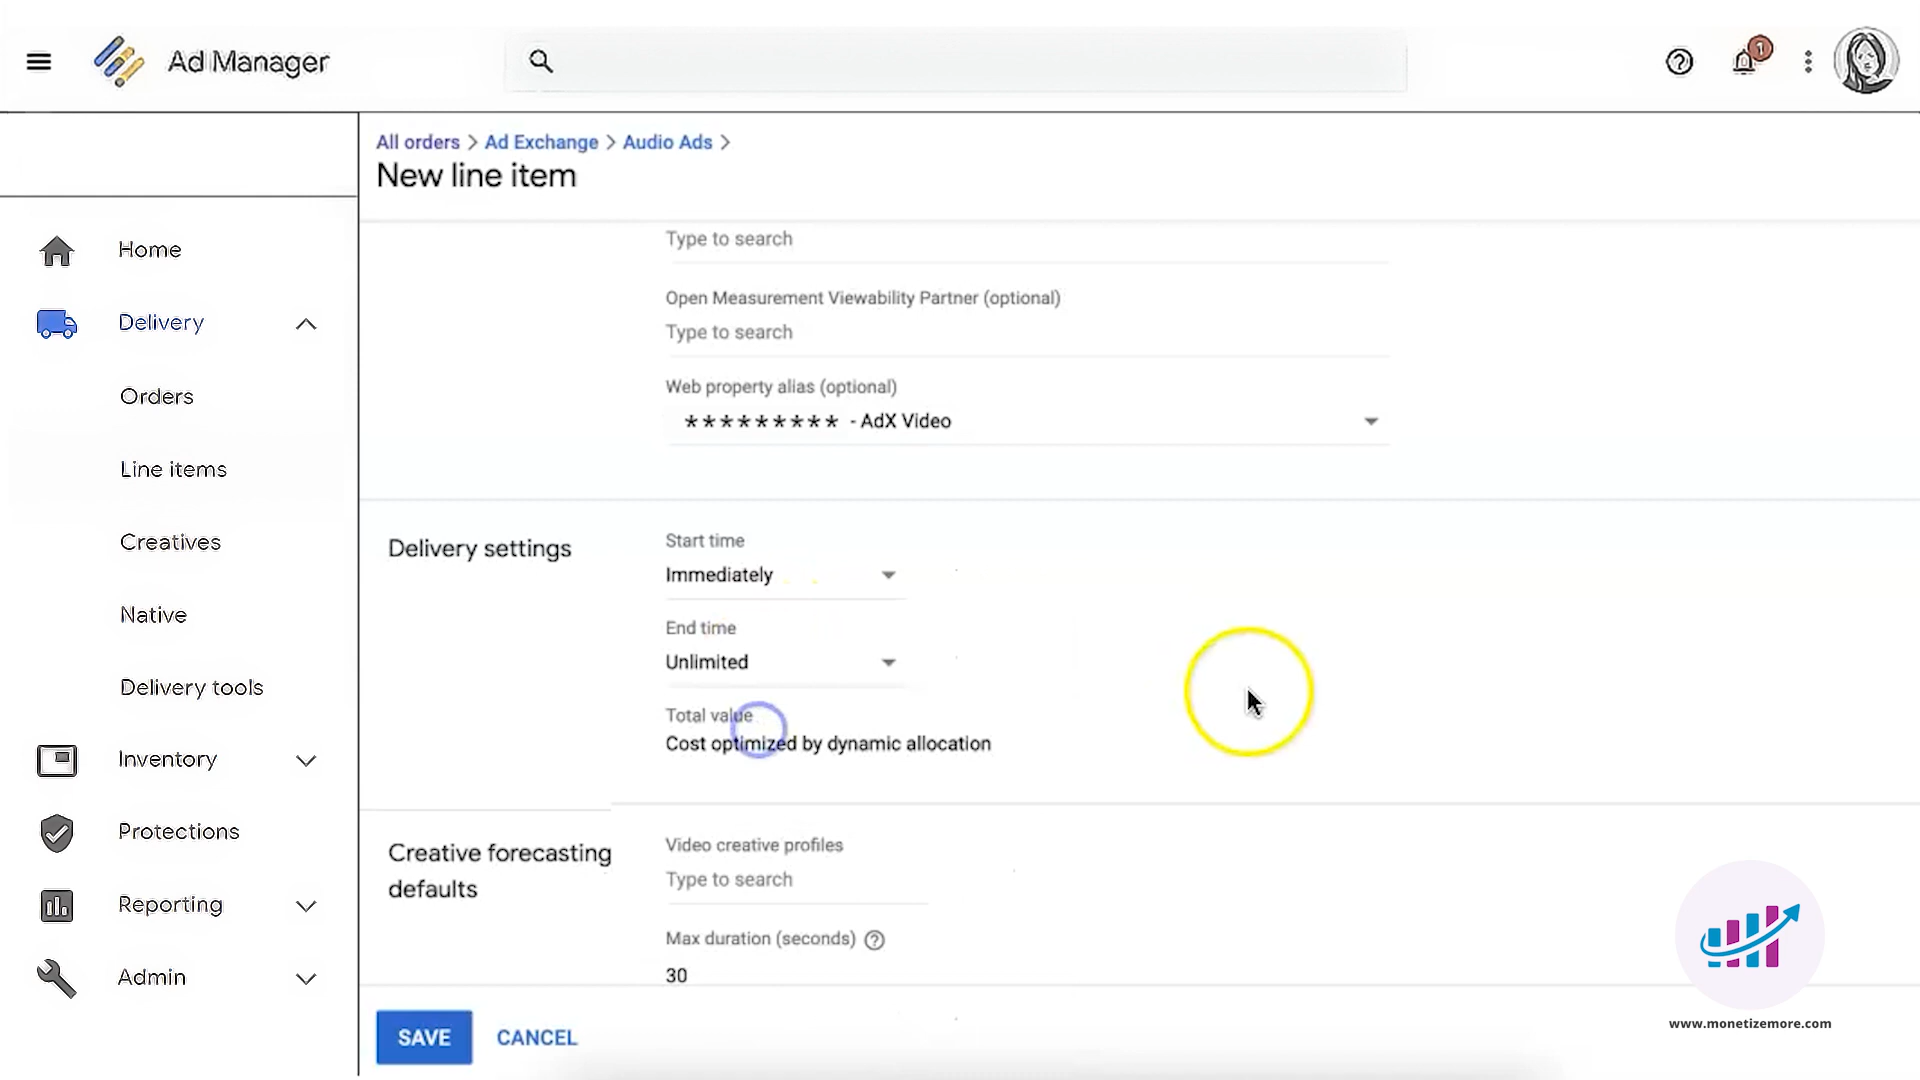 Ad Manager
1
All orders > Ad Exchange > Audio Ads >
New line item
Home
Delivery
Orders
Line items
Creatives
Native
Delivery tools
Inventory
Protections
Reporting
Admin
Type to search
Open Measurement Viewability Partner (optional)
Type to search
Web property alias (optional)
********* - AdX Video
Delivery settings
Start time
Immediately
End time
Unlimited
Total value
Cost optimized by dynamic allocation
Creative forecasting
defaults
Video creative profiles
Type to search
Max duration (seconds)
30
SAVE
CANCEL
www.monetizemore.com